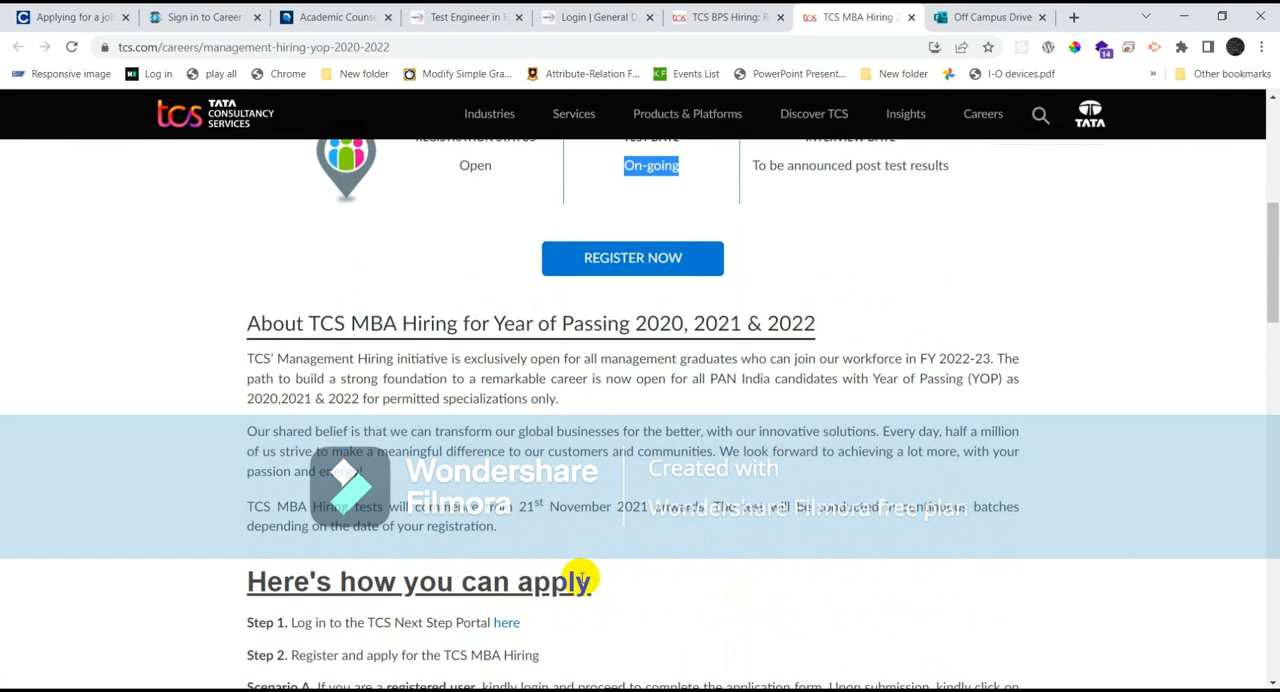 Applying for a jo
Sign in to Career
Academic Couns
Test Engineer in E
Login | General D
TCS BPS Hiring: R
TCS MBA Hiring 2
Off Campus Drive
tcs.com/careers/management-hiring-yop-2020-2022
14
Responsive image
Log in
play all
Chrome
New folder
Modify Simple Gra...
Attribute-Relation F...
KF Events List
PowerPoint Present...
New folder
I-O devices.pdf
»
Other bookmarks
tcs TATA
CONSULTANCY
SERVICES
Industries
Services
Products & Platforms
Discover TCS
Insights
Careers
TATA
REGISTRATION STATUS
TEST DATE
INTERVIEW DATE
Open
On-going
To be announced post test results
REGISTER NOW
About TCS MBA Hiring for Year of Passing 2020, 2021 & 2022
TCS' Management Hiring initiative is exclusively open for all management graduates who can join our workforce in FY 2022-23. The
path to build a strong foundation to a remarkable career is now open for all PAN India candidates with Year of Passing (YOP) as
2020,2021 & 2022 for permitted specializations only.
Our shared belief is that we can transform our global businesses for the better, with our innovative solutions. Every day, half a million
of us strive to make a meaningful difference to our customers and communities. We look forward to achieving a lot more, with your
passion and energy!
Wondershare
Filmora
Created with
Wondershare Filmora free plan
TCS MBA Hiring tests will commence from 21st November 2021 onwards. The test will be conducted in continuous batches
depending on the date of your registration.
Here's how you can apply
Step 1. Log in to the TCS Next Step Portal here
Step 2. Register and apply for the TCS MBA Hiring
Scenario A. If you are a registered user, kindly login and proceed to complete the application form. Upon submission, kindly click on